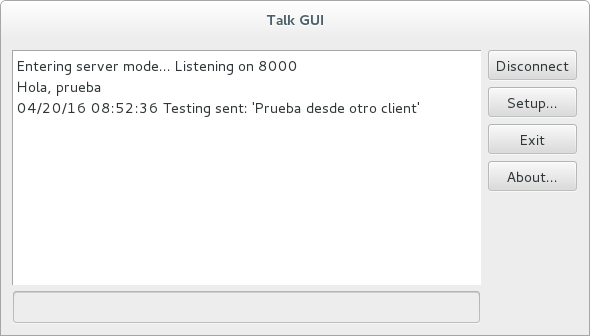 Talk GUI
Entering server mode... Listening on 8000
Hola, prueba
04/20/16 08:52:36 Testing sent: 'Prueba desde otro client'
Disconnect
Setup...
Exit
About...